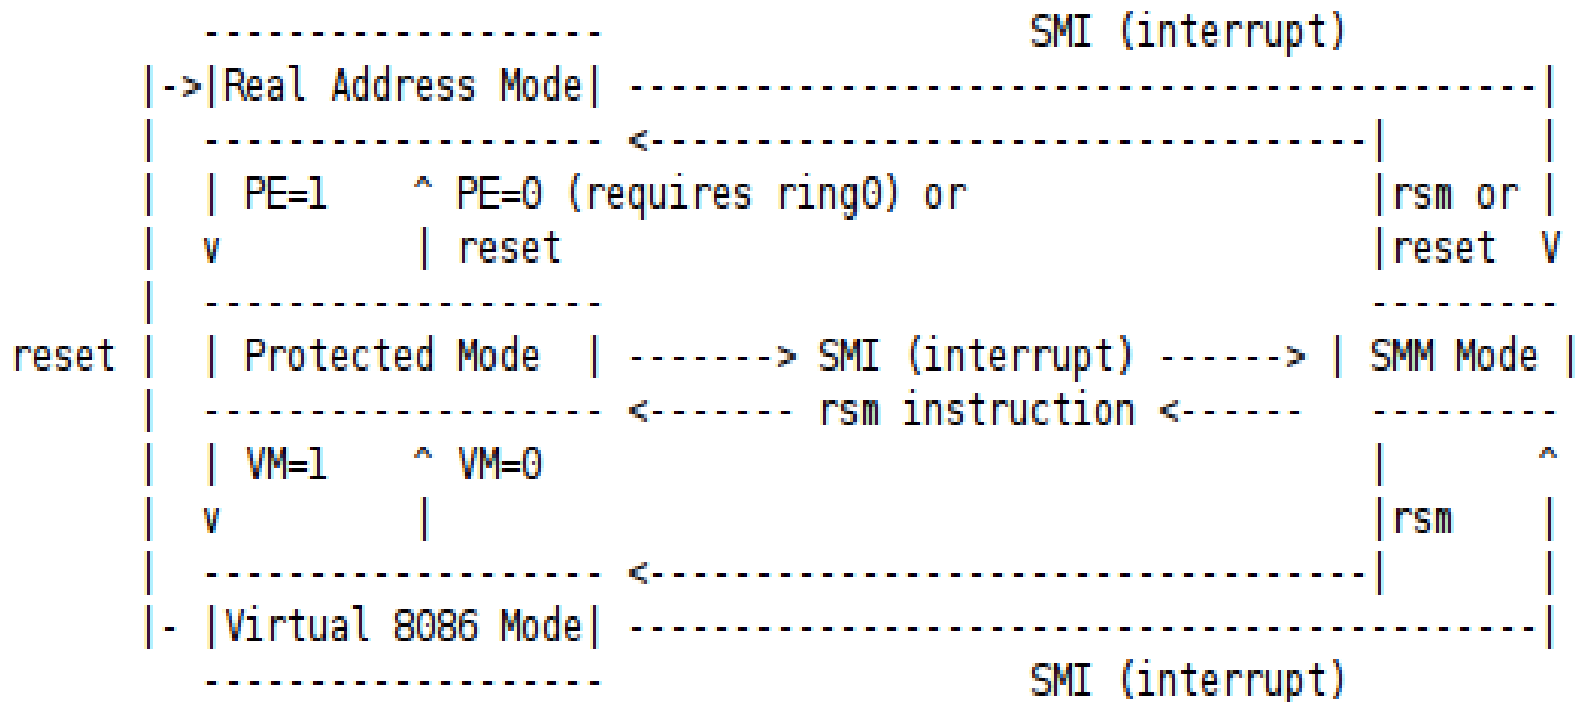 -------------------                    SMI (interrupt)
       |->|Real Address Mode| -------------------------------------------|
       |  ------------------- <----------------------------------|       |
       |  | PE=1    ^ PE=0 (requires ring0) or                   |rsm or |
       |  v         | reset                                      |reset  V
       |  -------------------                                    ---------
reset |  | Protected Mode  | -------> SMI (interrupt) ------> | SMM Mode |
       |  ------------------- <------- rsm instruction <------   ---------
       |  | VM=1    ^ VM=0                                       |       ^
       |  v         |                                            |rsm    |
       |  ------------------- <----------------------------------|       |
       |- |Virtual 8086 Mode| -------------------------------------------|
          -------------------                    SMI (interrupt)